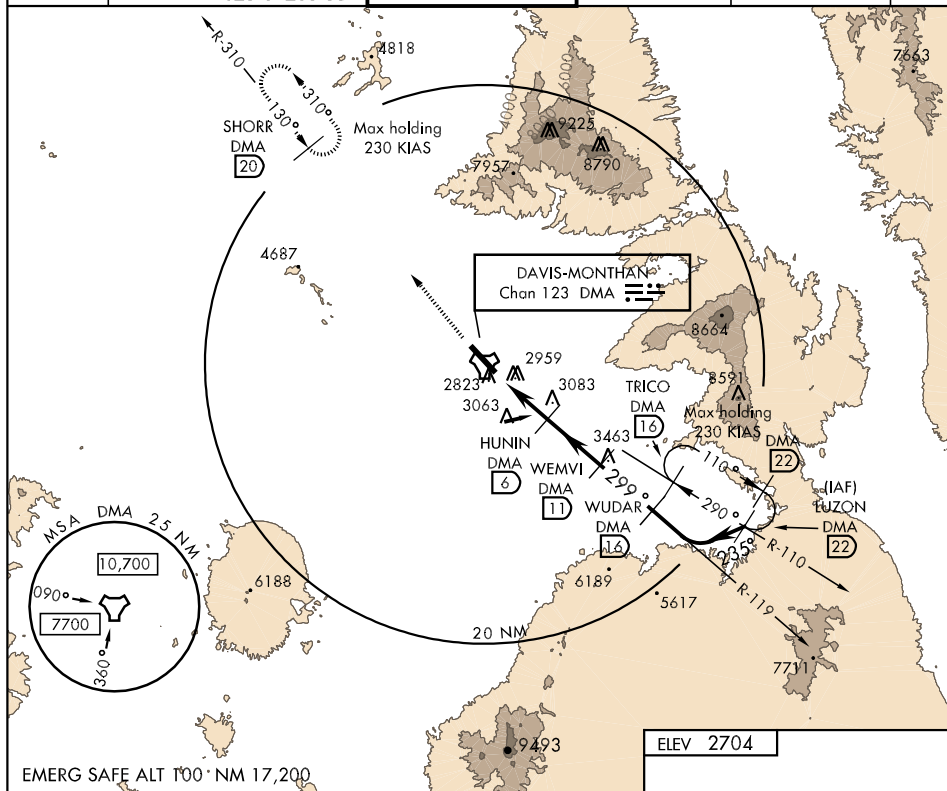 R-310
4818
7663
310°
130°
SHORR
DMA
20
Max holding
230 KIAS
4000
6000
9225
8790
7957
4687
DAVIS-MONTHAN
Chan 123 DMA
8664
2959
2823
3083
3063
8591
TRICO
DMA
16
Max holding
230 KIAS
DMA
22
HUNIN
DMA
6
3463
WEMVI
DMA
11
299°
110°
290°
(IAF)
LUZON
DMA
22
WUDAR
DMA
16
235°
R-110
R-119
MSA DMA 25 NM
10,700
090°
7700
360°
6188
6189
5617
20 NM
7711
9493
ELEV 2704
EMERG SAFE ALT 100 NM 17,200